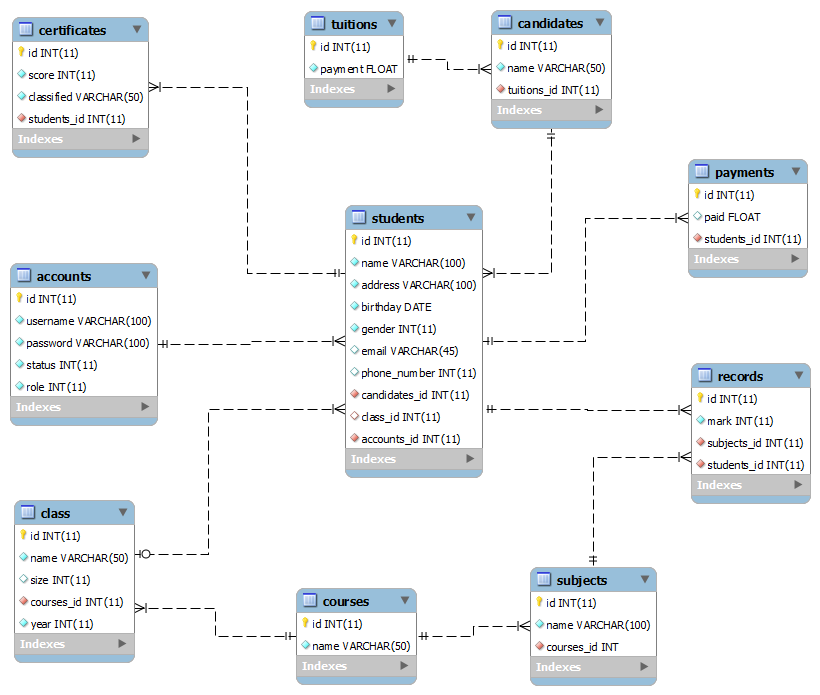 certificates
id INT(11)
score INT(11)
classified VARCHAR(50)
students_id INT(11)
Indexes
tuitions
id INT(11)
payment FLOAT
Indexes
candidates
id INT(11)
name VARCHAR(50)
tuitions_id INT(11)
Indexes
payments
id INT(11)
paid FLOAT
students_id INT(11)
Indexes
students
id INT(11)
name VARCHAR(100)
address VARCHAR(100)
birthday DATE
gender INT(11)
email VARCHAR(45)
phone_number INT(11)
candidates_id INT(11)
class_id INT(11)
accounts_id INT(11)
Indexes
accounts
id INT(11)
username VARCHAR(100)
password VARCHAR(100)
status INT(11)
role INT(11)
Indexes
records
id INT(11)
mark INT(11)
subjects_id INT(11)
students_id INT(11)
Indexes
class
id INT(11)
name VARCHAR(50)
size INT(11)
courses_id INT(11)
year INT(11)
Indexes
courses
id INT(11)
name VARCHAR(50)
Indexes
subjects
id INT(11)
name VARCHAR(100)
courses_id INT
Indexes